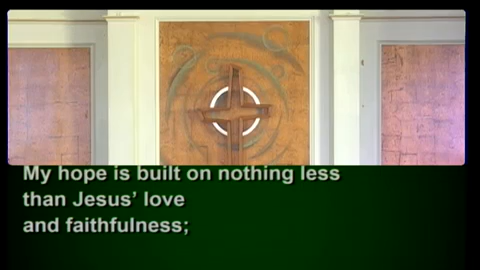 My hope is built on nothing less
than Jesus’ love
and faithfulness;